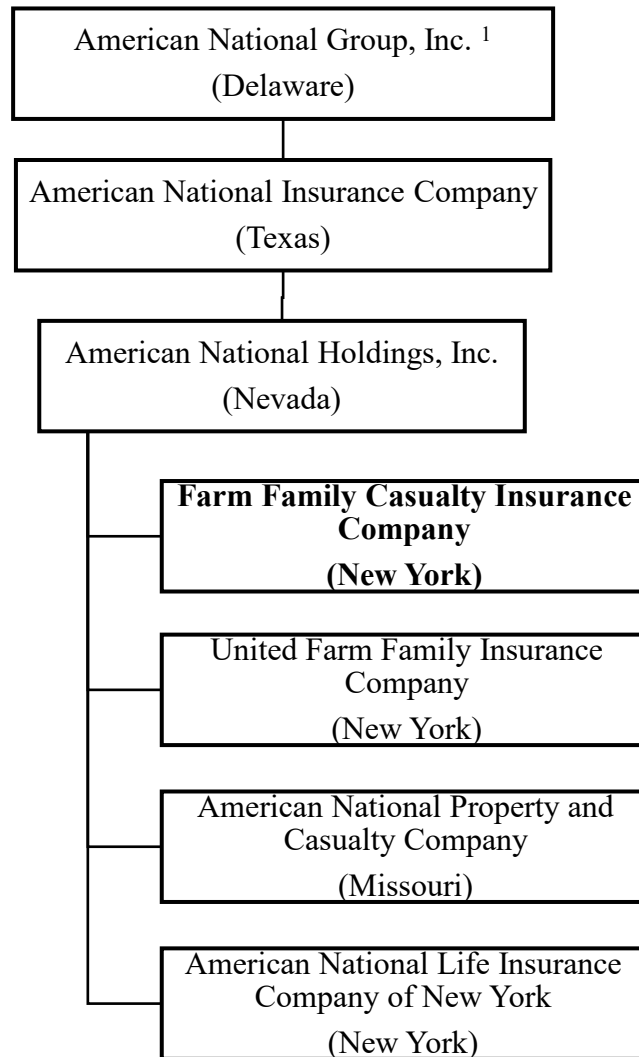 American National Group, Inc. 1
(Delaware)
American National Insurance Company
(Texas)
American National Holdings, Inc.
(Nevada)
Farm Family Casualty Insurance
Company
(New York)
United Farm Family Insurance
Company
(New York)
American National Property and
Casualty Company
(Missouri)
American National Life Insurance
Company of New York
(New York)